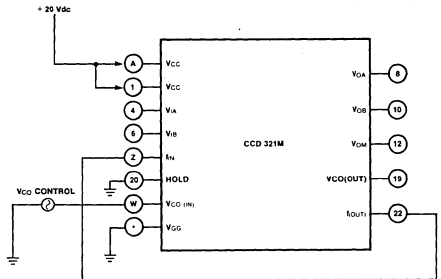 + 20 Vdc
A VCC
1 VCC
4 VIA
6 VIB
Z fIN
20 HOLD
VCO CONTROL
W VCO (IN)
VGG
CCD 321M
VOA 8
VOB 10
VOM 12
VCO(OUT) 19
f(OUT) 22